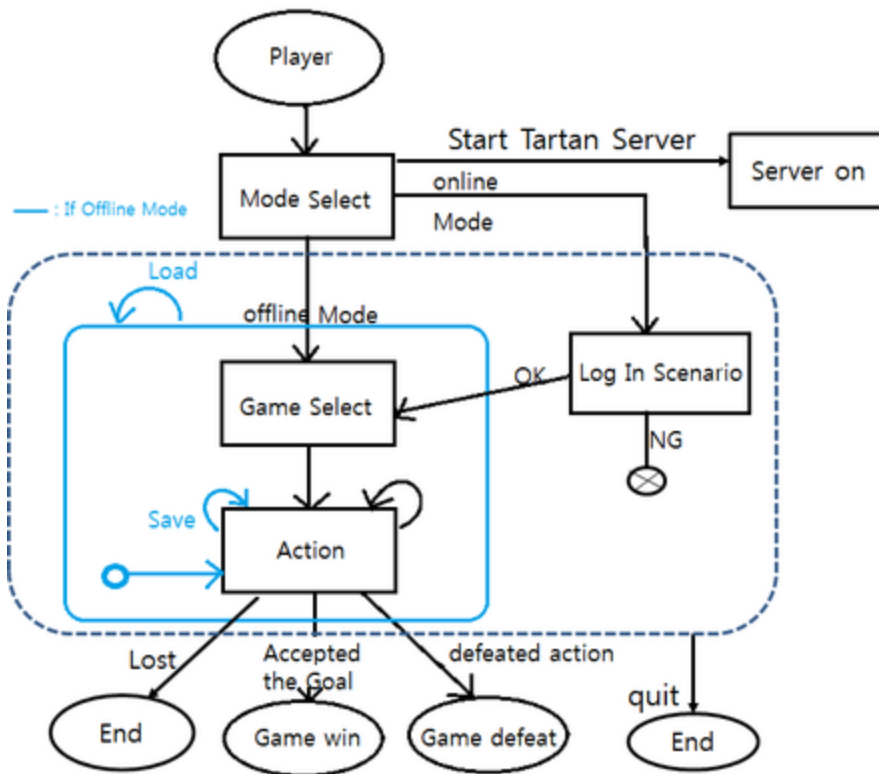 Player
Start Tartan Server
Server on
Mode Select
online
Mode
: If Offline Mode
Load
offline Mode
Log In Scenario
OK
Game Select
NG
Save
Action
Lost
Accepted
the Goal
defeated action
quit
End
Game win
Game defeat
End